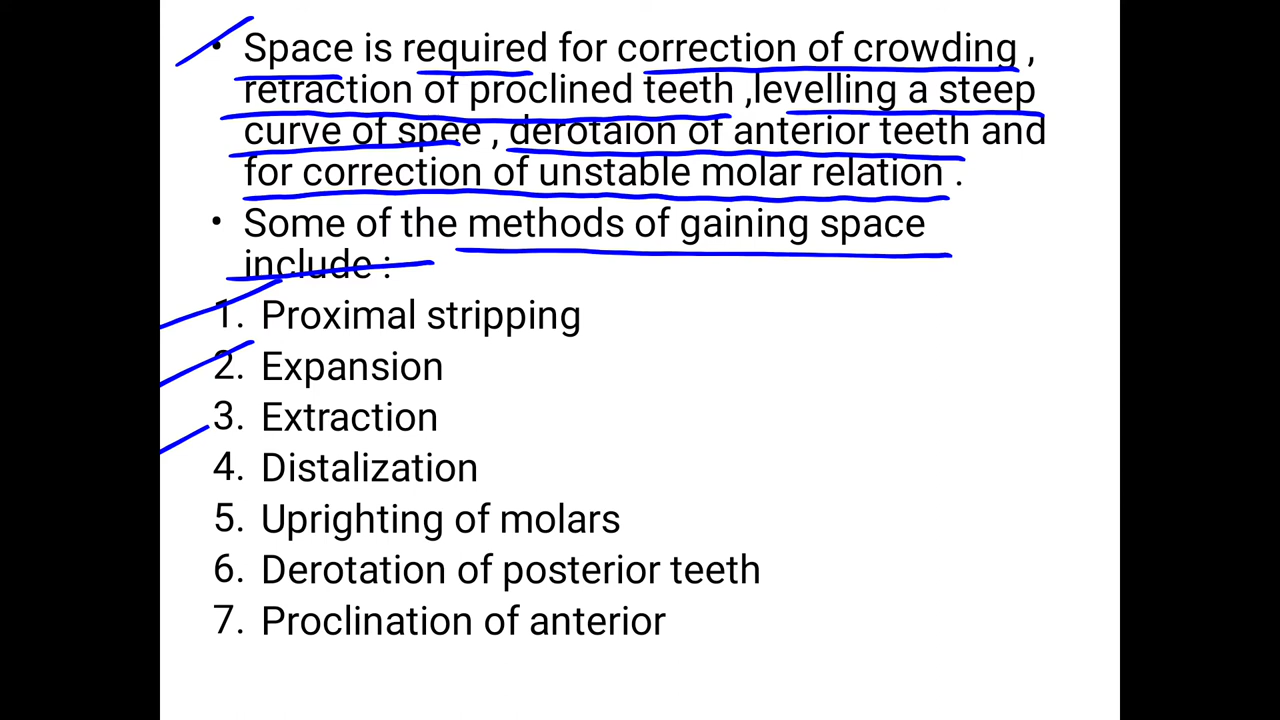 • Space is required for correction of crowding ,
retraction of proclined teeth ,levelling a steep
curve of spee , derotaion of anterior teeth and
for correction of unstable molar relation .
• Some of the methods of gaining space
include :
1. Proximal stripping
2. Expansion
3. Extraction
4. Distalization
5. Uprighting of molars
6. Derotation of posterior teeth
7. Proclination of anterior